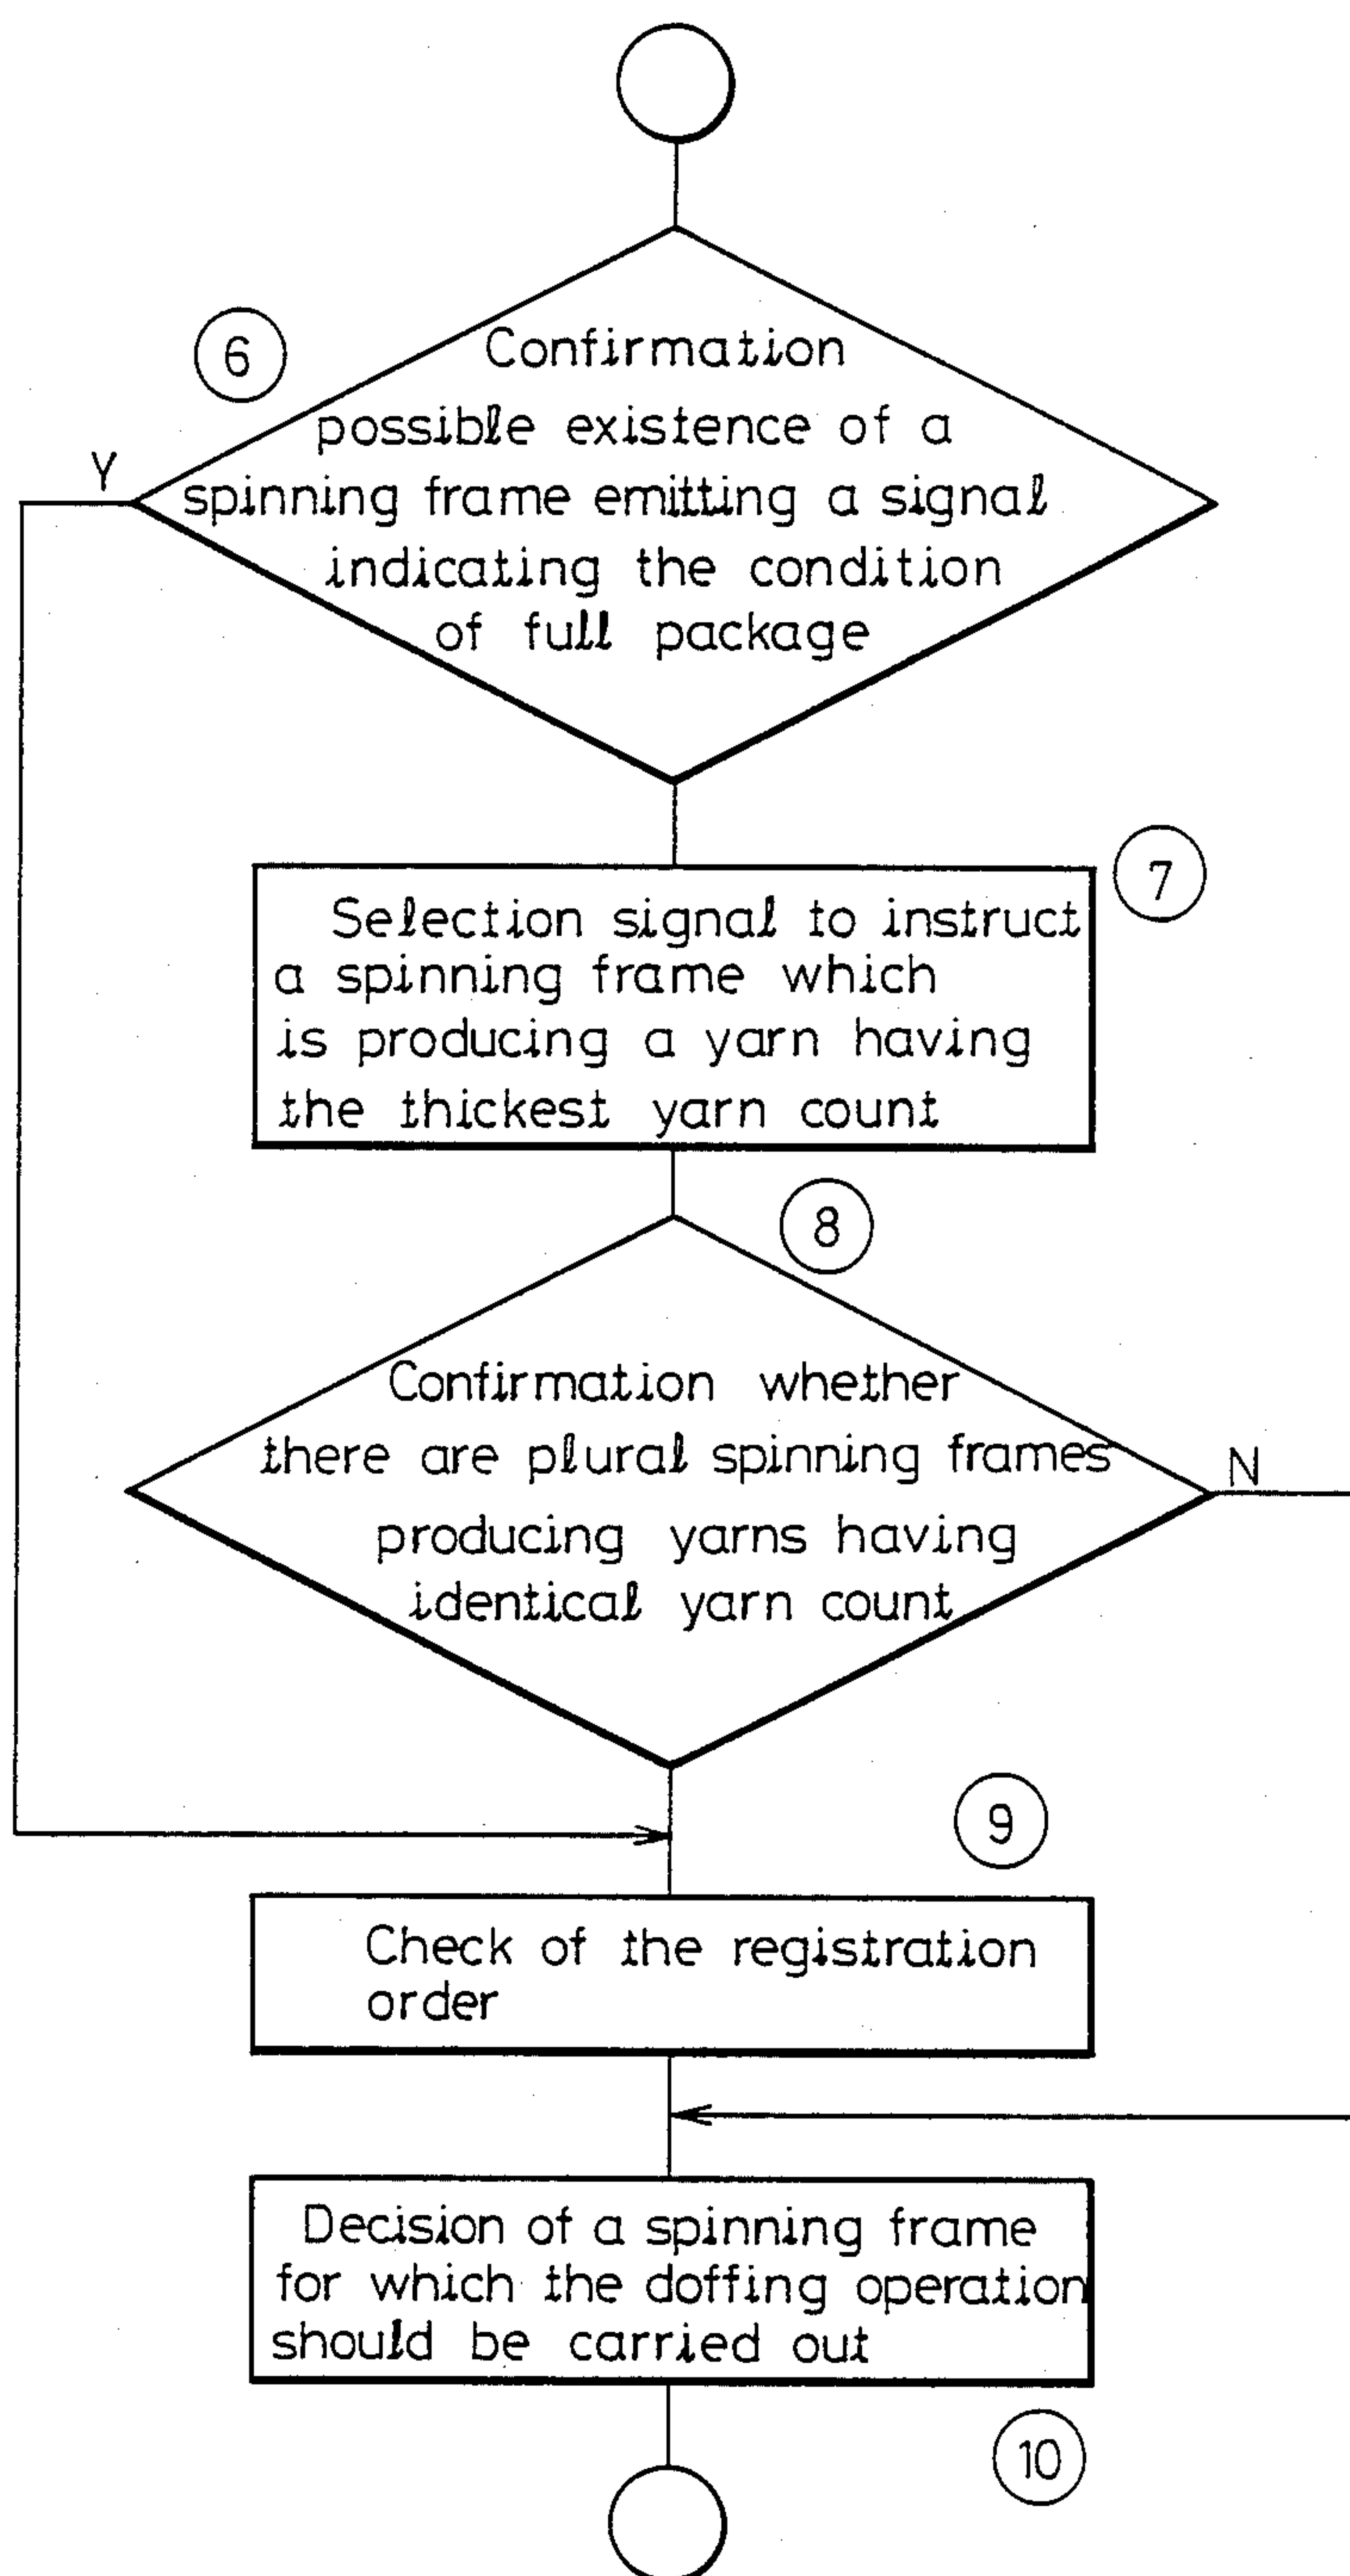 6
Confirmation
possible existence of a
Y
spinning frame emitting a signal
indicating the condition
of full package
7
Selection signal to instruct
a spinning frame which
is producing a yarn having
the thickest yarn count
8
Confirmation whether
there are plural spinning frames
N
producing yarns having
identical yarn count
9
Check of the registration
order
Decision of a spinning frame
for which the doffing operation
should be carried out
10